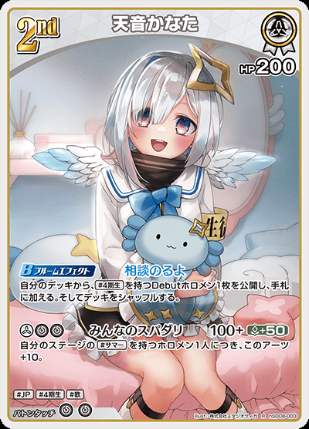 2nd
天音かなた
HP200
生徒
ブルームエフェクト 相談のるよ
自分のデッキから、#4期生を持つDebutホロメン1枚を公開し、手札
に加える。そしてデッキをシャッフルする。
みんなのスパダリ 100+ +50
自分のステージの#サマーを持つホロメン1人につき、このアーツ
+10。
#JP #4期生 #歌
バトンタッチ